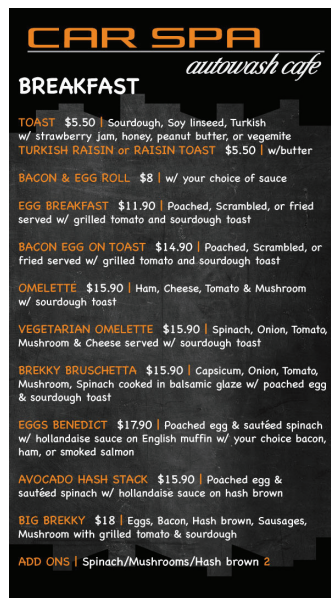 CAR SPA
autowash cafe
BREAKFAST
TOAST $5.50 | Sourdough, Soy linseed, Turkish
w/ strawberry jam, honey, peanut butter, or vegemite
TURKISH RAISIN or RAISIN TOAST $5.50 | w/butter
BACON & EGG ROLL $8 | w/ your choice of sauce
EGG BREAKFAST $11.90 | Poached, Scrambled, or fried
served w/ grilled tomato and sourdough toast
BACON EGG ON TOAST $14.90 | Poached, Scrambled, or
fried served w/ grilled tomato and sourdough toast
OMELETTE $15.90 | Ham, Cheese, Tomato & Mushroom
w/ sourdough toast
VEGETARIAN OMELETTE $15.90 | Spinach, Onion, Tomato,
Mushroom & Cheese served w/ sourdough toast
BREKKY BRUSCHETTA $15.90 | Capsicum, Onion, Tomato,
Mushroom, Spinach cooked in balsamic glaze w/ poached egg
& sourdough toast
EGGS BENEDICT $17.90 | Poached egg & sautéed spinach
w/ hollandaise sauce on English muffin w/ your choice bacon,
ham, or smoked salmon
AVOCADO HASH STACK $15.90 | Poached egg &
sautéed spinach w/ hollandaise sauce on hash brown
BIG BREKKY $18 | Eggs, Bacon, Hash brown, Sausages,
Mushroom with grilled tomato & sourdough
ADD ONS | Spinach/Mushrooms/Hash brown 2